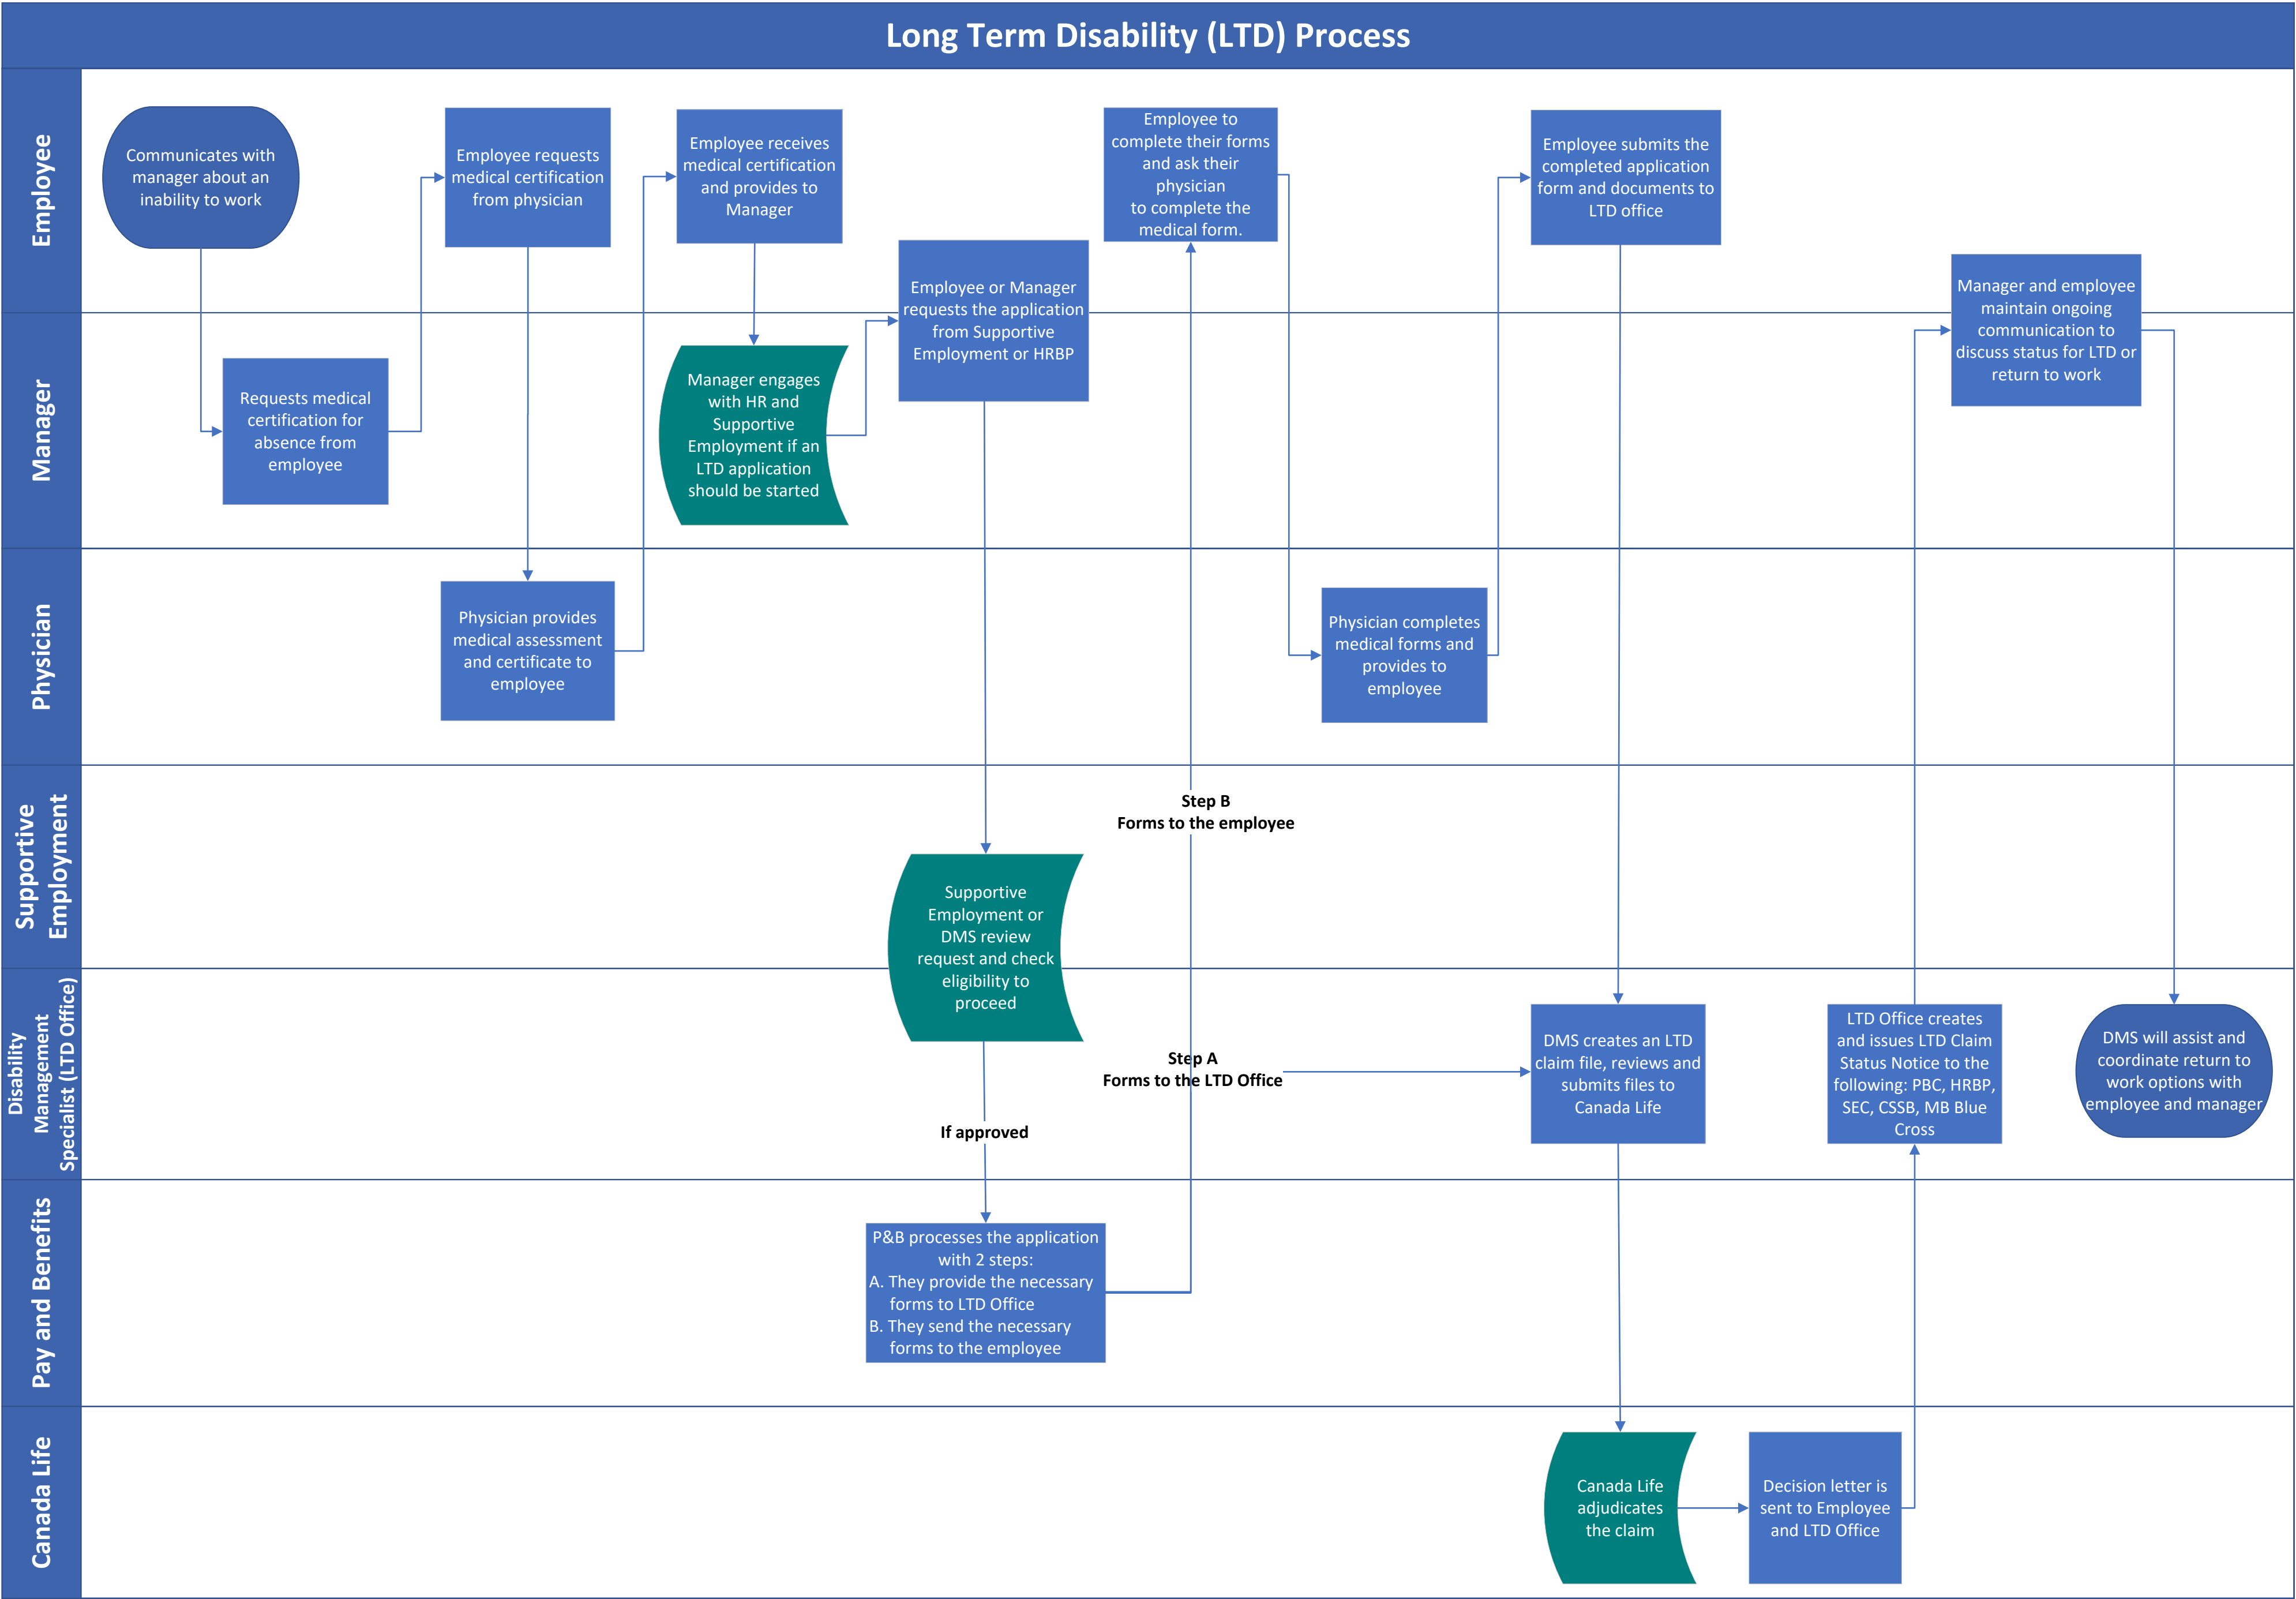 Long Term Disability (LTD) Process
Employee
Communicates with
manager about an
inability to work
Employee requests
medical certification
from physician
Employee receives
medical certification
and provides to
Manager
Employee or Manager
requests the application
from Supportive
Employment or HRBP
Employee to
complete their forms
and ask their
physician
to complete the
medical form.
Employee submits the
completed application
form and documents to
LTD office
Manager and employee
maintain ongoing
communication to
discuss status for LTD or
return to work
Manager
Requests medical
certification for
absence from
employee
Manager engages
with HR and
Supportive
Employment if an
LTD application
should be started
Physician
Physician provides
medical assessment
and certificate to
employee
Physician completes
medical forms and
provides to
employee
Supportive
Employment
Step B
Forms to the employee
Supportive
Employment or
DMS review
request and check
eligibility to
proceed
Disability
Management
Specialist (LTD Office)
If approved
Step A
Forms to the LTD Office
DMS creates an LTD
claim file, reviews and
submits files to
Canada Life
LTD Office creates
and issues LTD Claim
Status Notice to the
following: PBC, HRBP,
SEC, CSSB, MB Blue
Cross
DMS will assist and
coordinate return to
work options with
employee and manager
Pay and Benefits
P&B processes the application
with 2 steps:
A. They provide the necessary
forms to LTD Office
B. They send the necessary
forms to the employee
Canada Life
Canada Life
adjudicates
the claim
Decision letter is
sent to Employee
and LTD Office